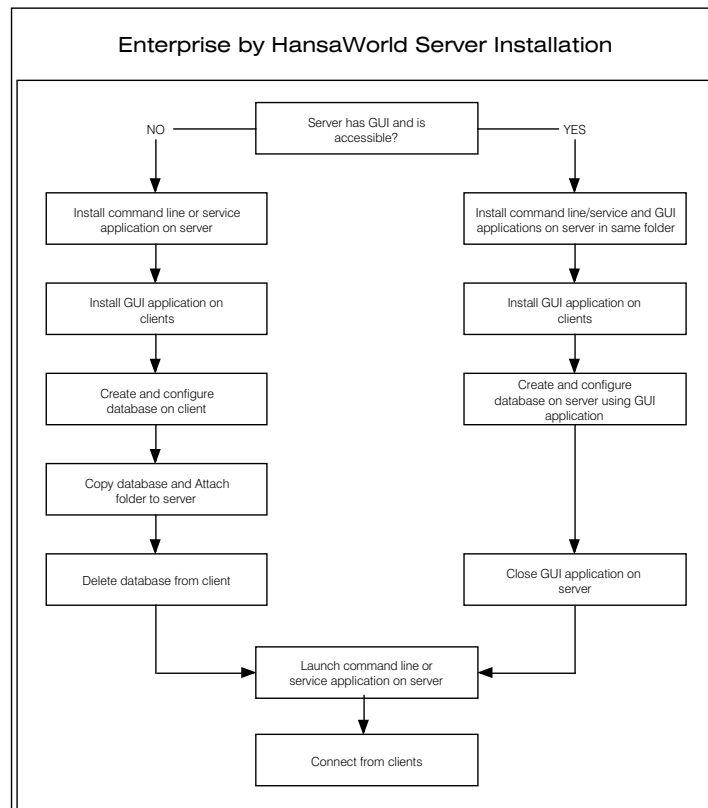 Enterprise by HansaWorld Server Installation
Server has GUI and is
accessible?
NO
YES
Install command line or service
application on server
Install command line/service and GUI
applications on server in same folder
Install GUI application on
clients
Install GUI application on
clients
Create and configure
database on client
Create and configure
database on server using GUI
application
Copy database and Attach
folder to server
Delete database from client
Close GUI application on
server
Launch command line or
service application on server
Connect from clients